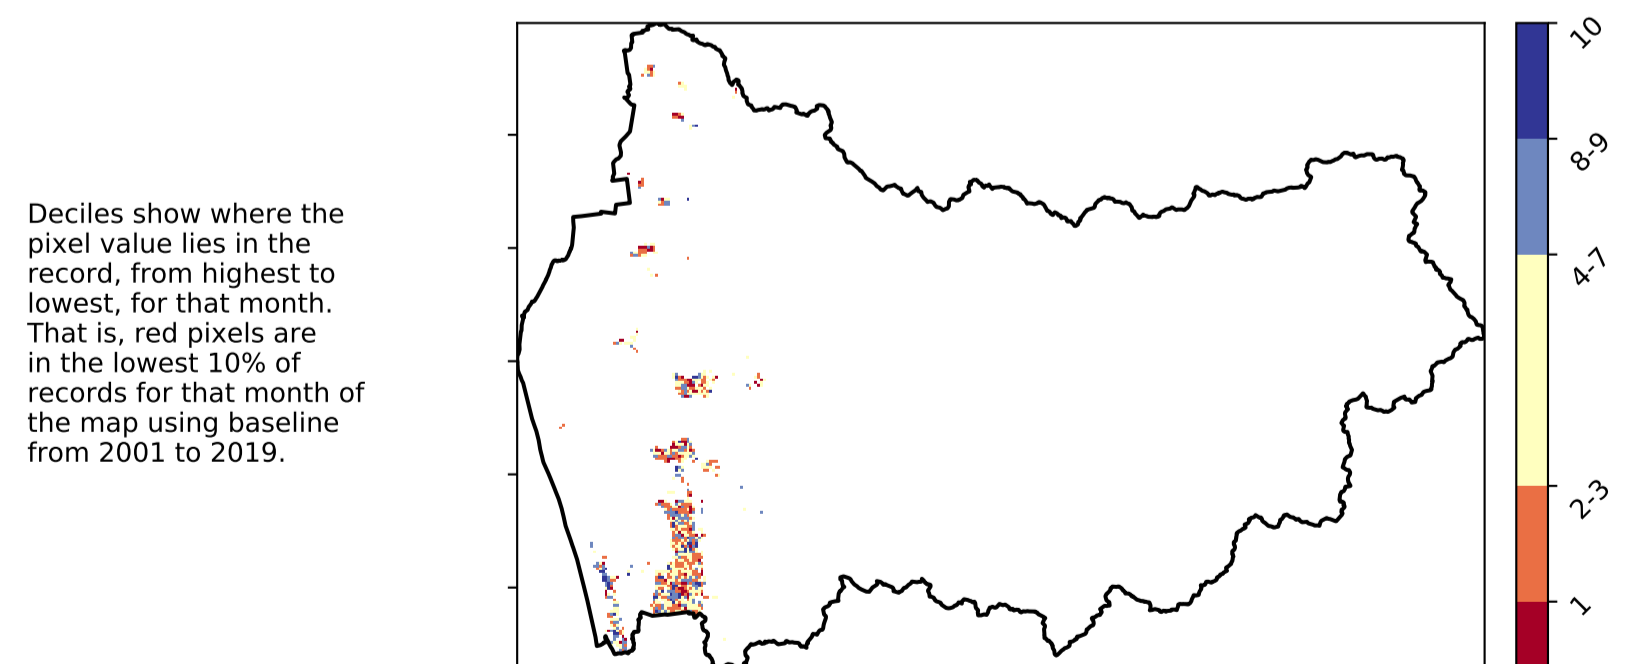 Deciles show where the
pixel value lies in the
record, from highest to
lowest, for that month.
That is, red pixels are
in the lowest 10% of
records for that month of
the map using baseline
from 2001 to 2019.
10
8-9
4-7
2-3
1